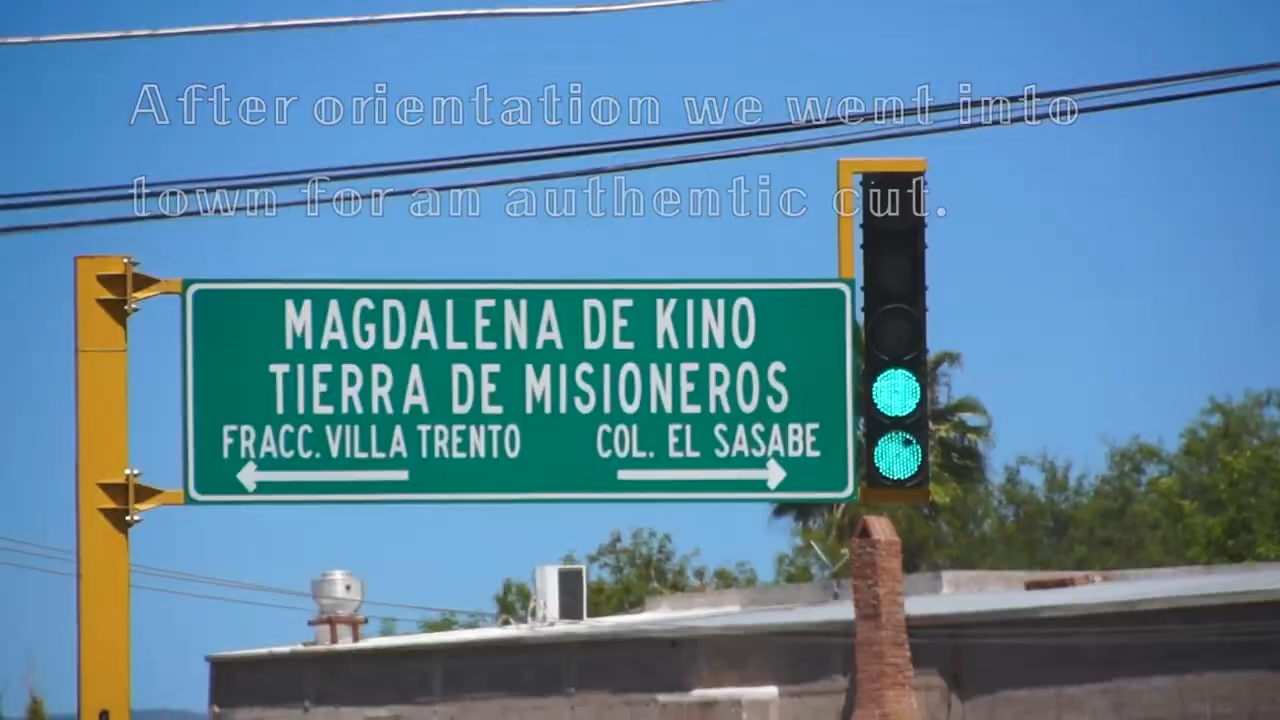 After orientation we went into
town for an authentic cut.
MAGDALENA DE KINO
TIERRA DE MISIONEROS
FRACC. VILLA TRENTO COL. EL SASABE